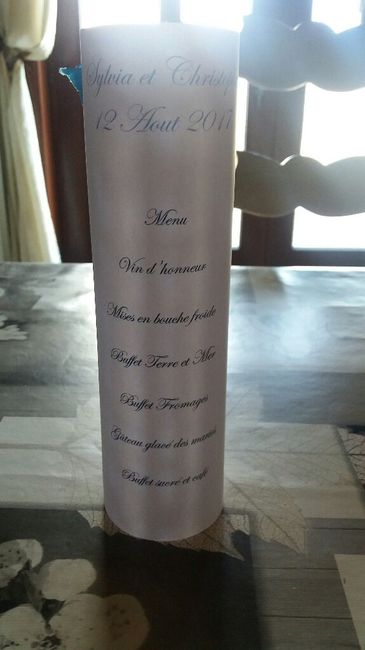 Sylvia et Christ
12 Aout 2017
Menu
Vin d'honneur
Mises en bouche froide
Buffet Terre et Mer
Buffet Fromages
Gâteau glacé des mariés
Buffet sucré et café